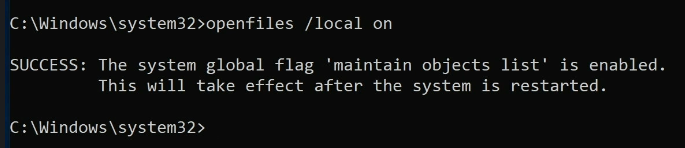 C:\Windows\system32>openfiles /local on
SUCCESS: The system global flag 'maintain objects list' is enabled.
         This will take effect after the system is restarted.
C:\Windows\system32>